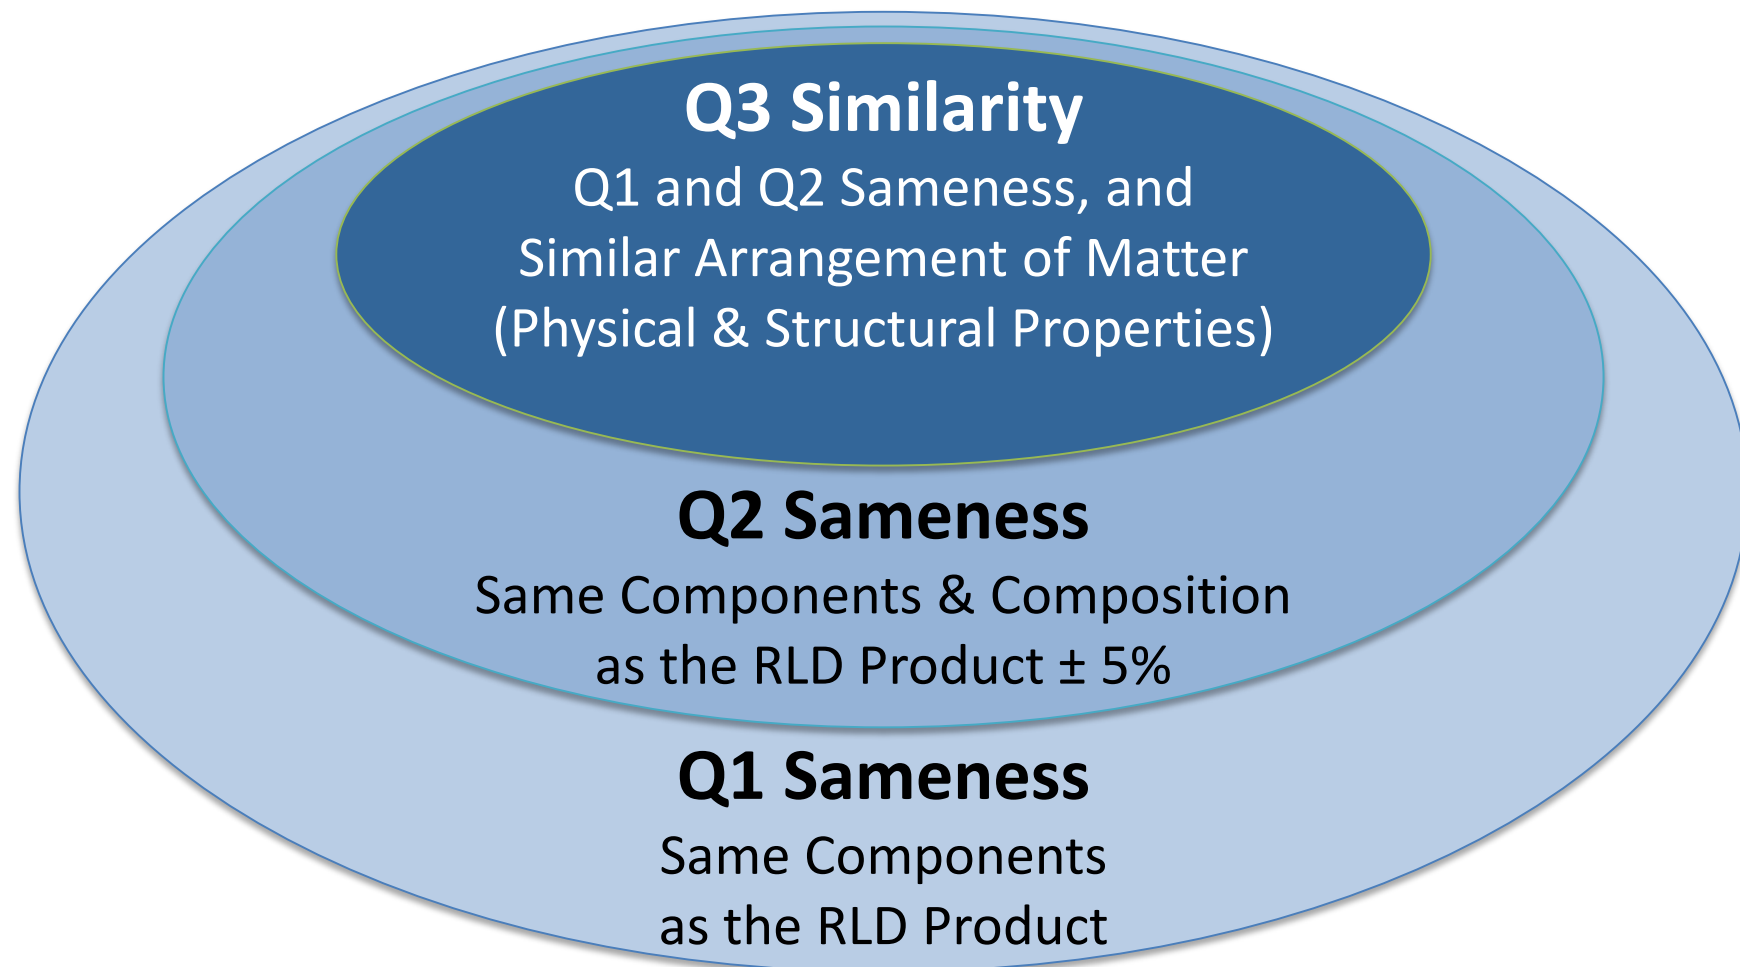 Q3 Similarity
Q1 and Q2 Sameness, and
Similar Arrangement of Matter
(Physical & Structural Properties)
Q2 Sameness
Same Components & Composition
as the RLD Product ± 5%
Q1 Sameness
Same Components
as the RLD Product